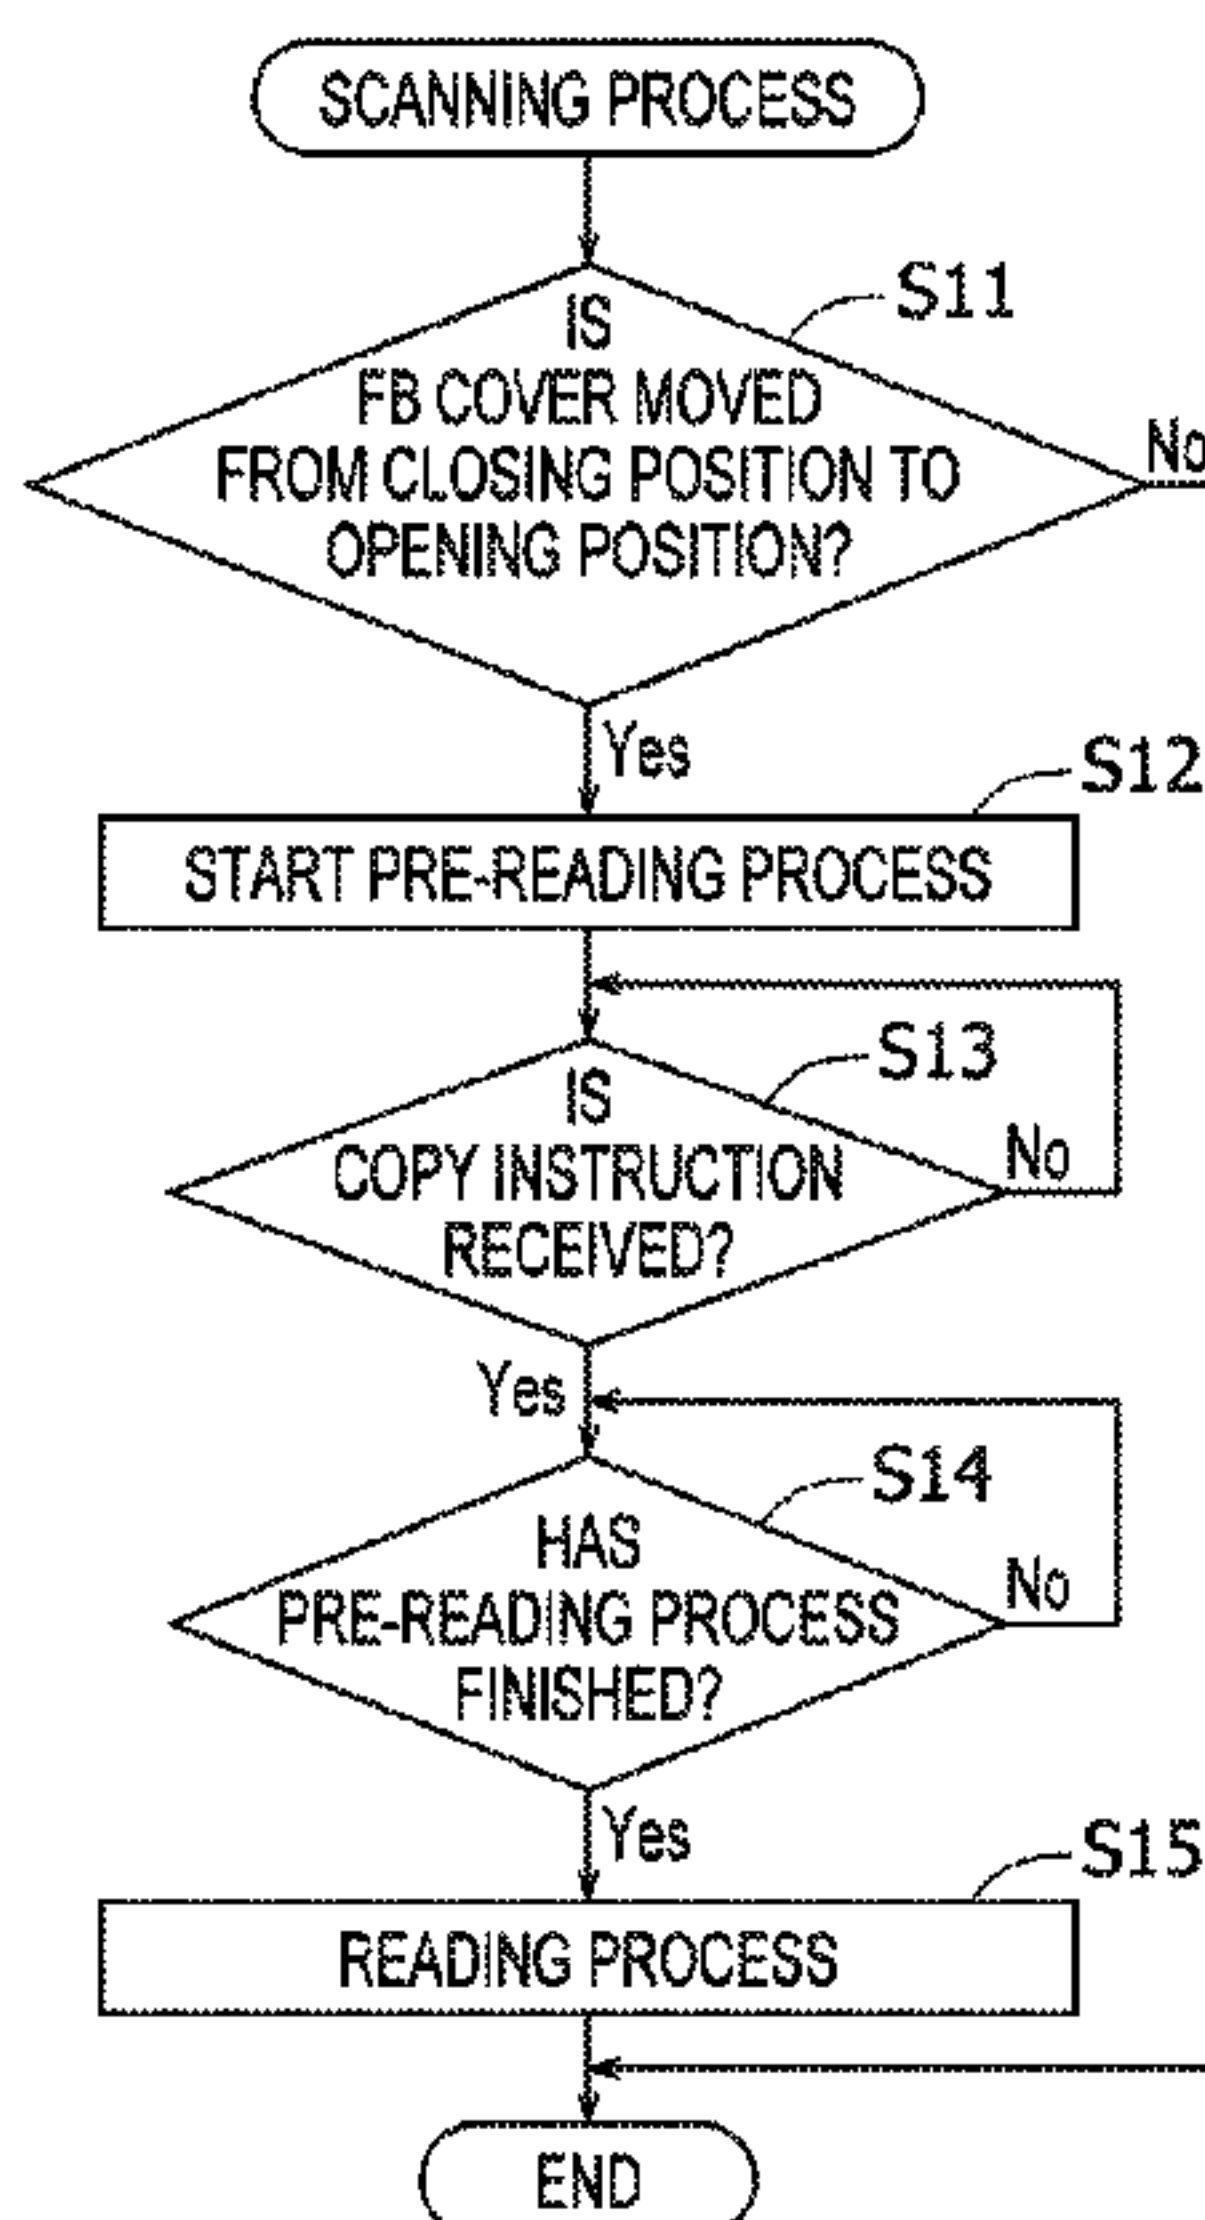 SCANNING PROCESS
S11
IS
FB COVER MOVED
FROM CLOSING POSITION TO
OPENING POSITION?
No
Yes
S12
START PRE-READING PROCESS
S13
IS
COPY INSTRUCTION
RECEIVED?
No
Yes
S14
HAS
PRE-READING PROCESS
FINISHED?
No
Yes
S15
READING PROCESS
END